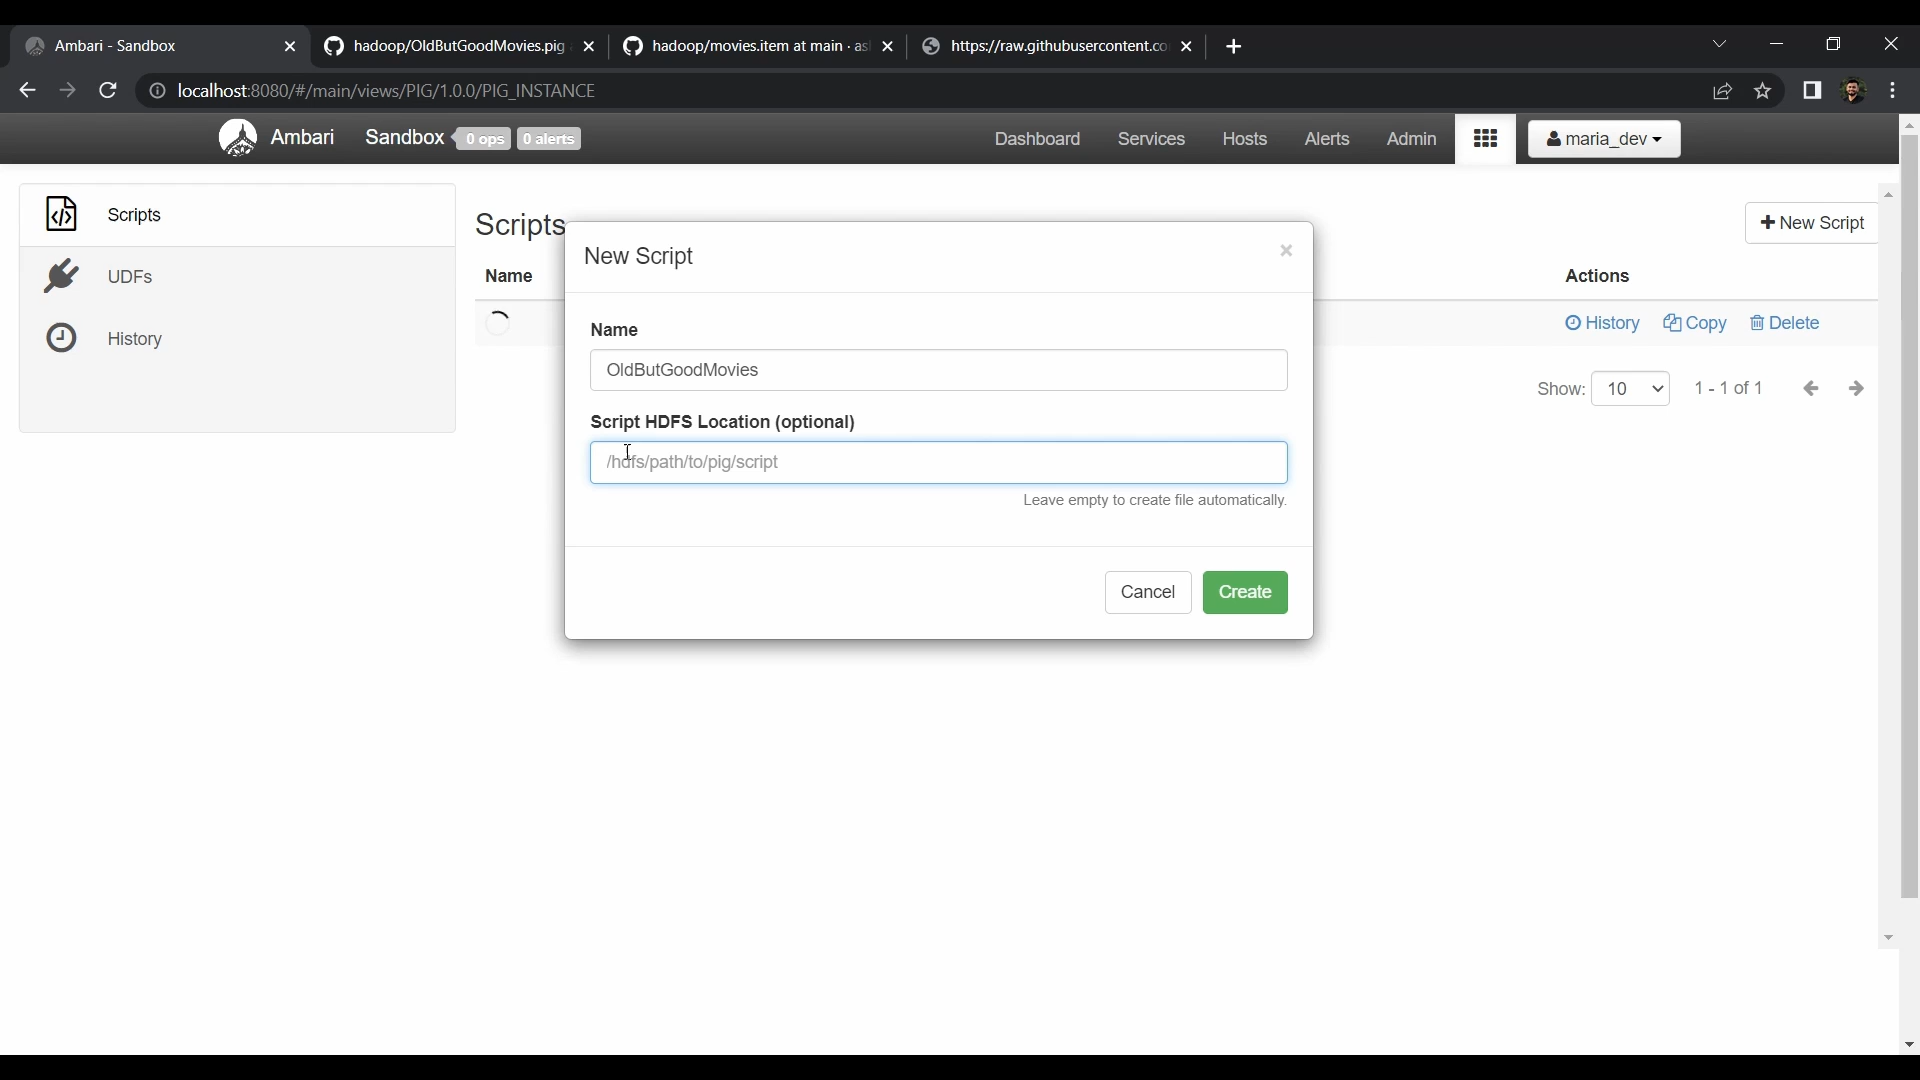 Ambari - Sandbox
hadoop/OldButGoodMovies.pig
hadoop/movies.item at main · as
https://raw.githubusercontent.co
localhost:8080/#/main/views/PIG/1.0.0/PIG_INSTANCE
Ambari Sandbox 0 ops 0 alerts Dashboard Services Hosts Alerts Admin maria_dev
Scripts
UDFs
History
Scripts
New Script
Name
Actions
History Copy Delete
Show: 10 1 - 1 of 1
New Script
Name
OldButGoodMovies
Script HDFS Location (optional)
/hdfs/path/to/pig/script
Leave empty to create file automatically.
Cancel Create